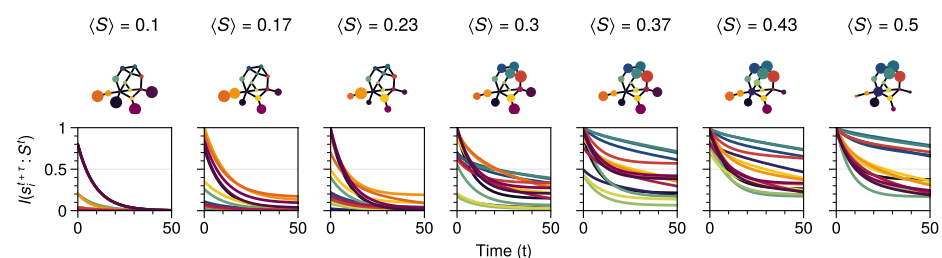 ⟨S⟩ = 0.1 ⟨S⟩ = 0.17 ⟨S⟩ = 0.23 ⟨S⟩ = 0.3 ⟨S⟩ = 0.37 ⟨S⟩ = 0.43 ⟨S⟩ = 0.5
1
0.5
0
I(s_i^{t+τ} : S^t)
0 50 0 50 0 50 0 50 0 50 0 50 0 50
Time (t)